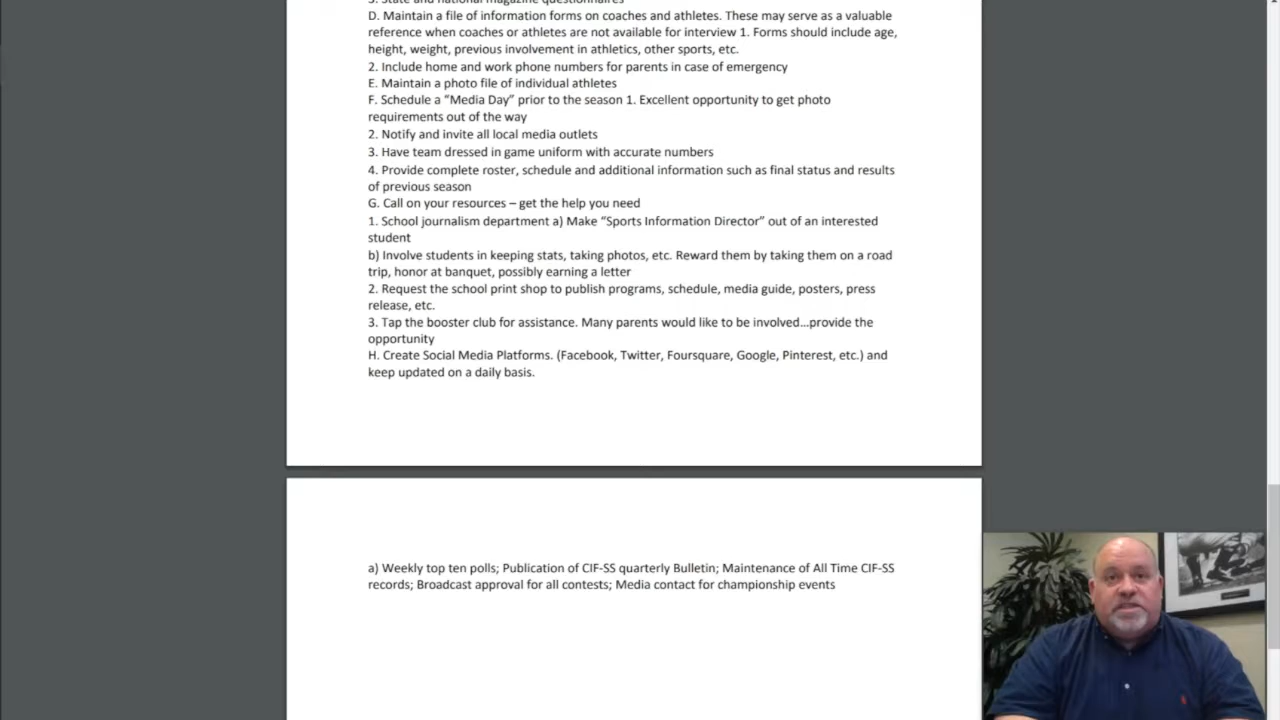 3. State and national magazine questionnaires
D. Maintain a file of information forms on coaches and athletes. These may serve as a valuable
reference when coaches or athletes are not available for interview 1. Forms should include age,
height, weight, previous involvement in athletics, other sports, etc.
2. Include home and work phone numbers for parents in case of emergency
E. Maintain a photo file of individual athletes
F. Schedule a “Media Day” prior to the season 1. Excellent opportunity to get photo
requirements out of the way
2. Notify and invite all local media outlets
3. Have team dressed in game uniform with accurate numbers
4. Provide complete roster, schedule and additional information such as final status and results
of previous season
G. Call on your resources – get the help you need
1. School journalism department a) Make “Sports Information Director” out of an interested
student
b) Involve students in keeping stats, taking photos, etc. Reward them by taking them on a road
trip, honor at banquet, possibly earning a letter
2. Request the school print shop to publish programs, schedule, media guide, posters, press
release, etc.
3. Tap the booster club for assistance. Many parents would like to be involved…provide the
opportunity
H. Create Social Media Platforms. (Facebook, Twitter, Foursquare, Google, Pinterest, etc.) and
keep updated on a daily basis.
a) Weekly top ten polls; Publication of CIF-SS quarterly Bulletin; Maintenance of All Time CIF-SS
records; Broadcast approval for all contests; Media contact for championship events